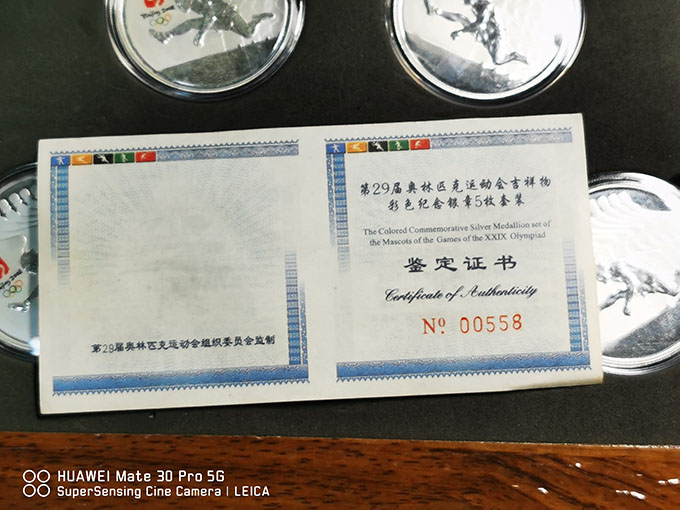 Beijing 2008
第29届奥林匹克运动会吉祥物
彩色纪念银章5枚套装
The Colored Commemorative Silver Medallion set of
the Mascots of the Games of the XXIX Olympiad
鉴定证书
Certificate of Authenticity
Nº 00558
第29届奥林匹克运动会组织委员会监制
HUAWEI Mate 30 Pro 5G
SuperSensing Cine Camera | LEICA